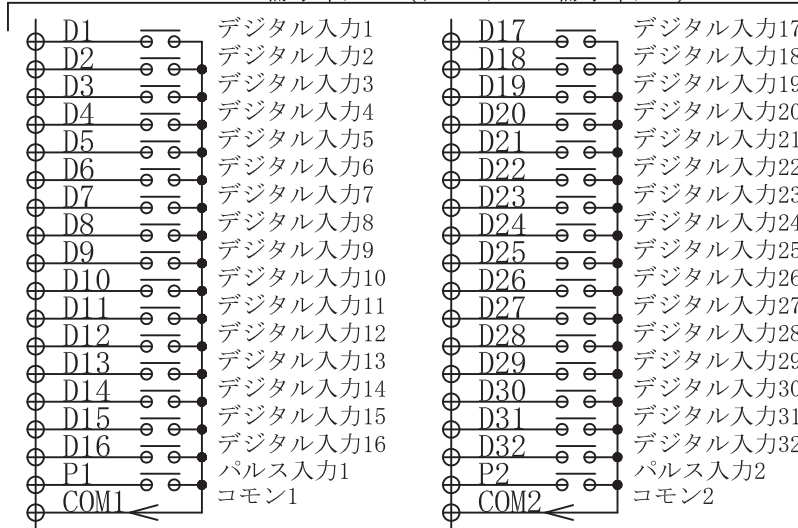 D1 デジタル入力1
D2 デジタル入力2
D3 デジタル入力3
D4 デジタル入力4
D5 デジタル入力5
D6 デジタル入力6
D7 デジタル入力7
D8 デジタル入力8
D9 デジタル入力9
D10 デジタル入力10
D11 デジタル入力11
D12 デジタル入力12
D13 デジタル入力13
D14 デジタル入力14
D15 デジタル入力15
D16 デジタル入力16
P1 パルス入力1
COM1 コモン1
D17 デジタル入力17
D18 デジタル入力18
D19 デジタル入力19
D20 デジタル入力20
D21 デジタル入力21
D22 デジタル入力22
D23 デジタル入力23
D24 デジタル入力24
D25 デジタル入力25
D26 デジタル入力26
D27 デジタル入力27
D28 デジタル入力28
D29 デジタル入力29
D30 デジタル入力30
D31 デジタル入力31
D32 デジタル入力32
P2 パルス入力2
COM2 コモン2